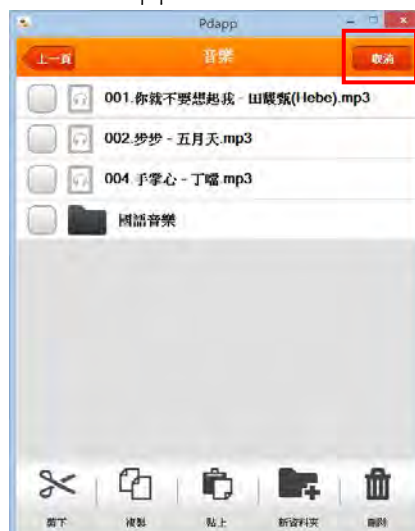 Pdapp
上一頁 音樂 取消
001.你就不要想起我 - 田馥甄(Hebe).mp3
002.步步 - 五月天.mp3
004.手掌心 - 丁噹.mp3
國語音樂
剪下 複製 貼上 新資料夾 刪除